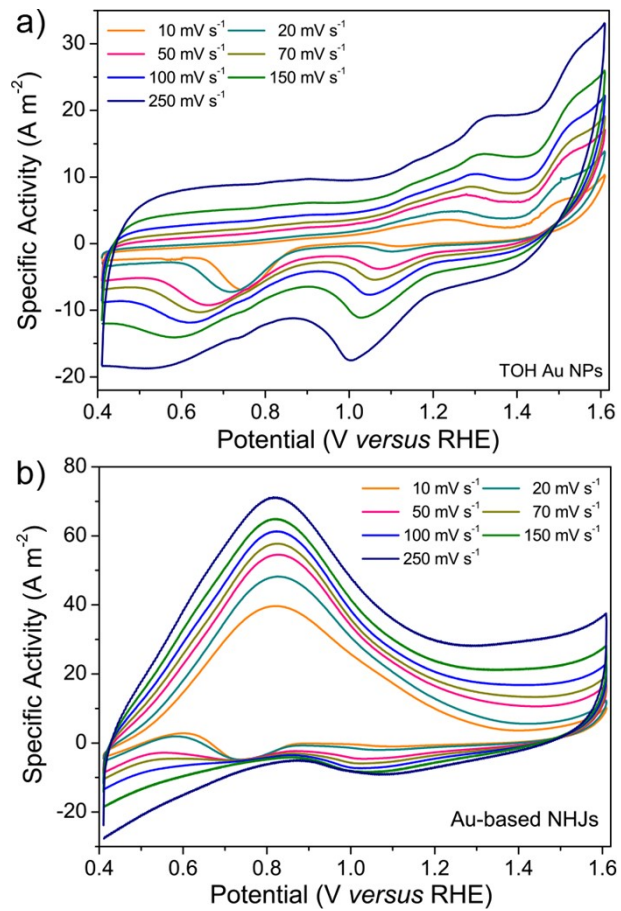 a)
30
20
10
0
-10
-20
Specific Activity (A m⁻²)
10 mV s⁻¹ 20 mV s⁻¹
50 mV s⁻¹ 70 mV s⁻¹
100 mV s⁻¹ 150 mV s⁻¹
250 mV s⁻¹
TOH Au NPs
0.4 0.6 0.8 1.0 1.2 1.4 1.6
Potential (V versus RHE)
b)
80
60
40
20
0
-20
Specific Activity (A m⁻²)
10 mV s⁻¹ 20 mV s⁻¹
50 mV s⁻¹ 70 mV s⁻¹
100 mV s⁻¹ 150 mV s⁻¹
250 mV s⁻¹
Au-based NHJs
0.4 0.6 0.8 1.0 1.2 1.4 1.6
Potential (V versus RHE)